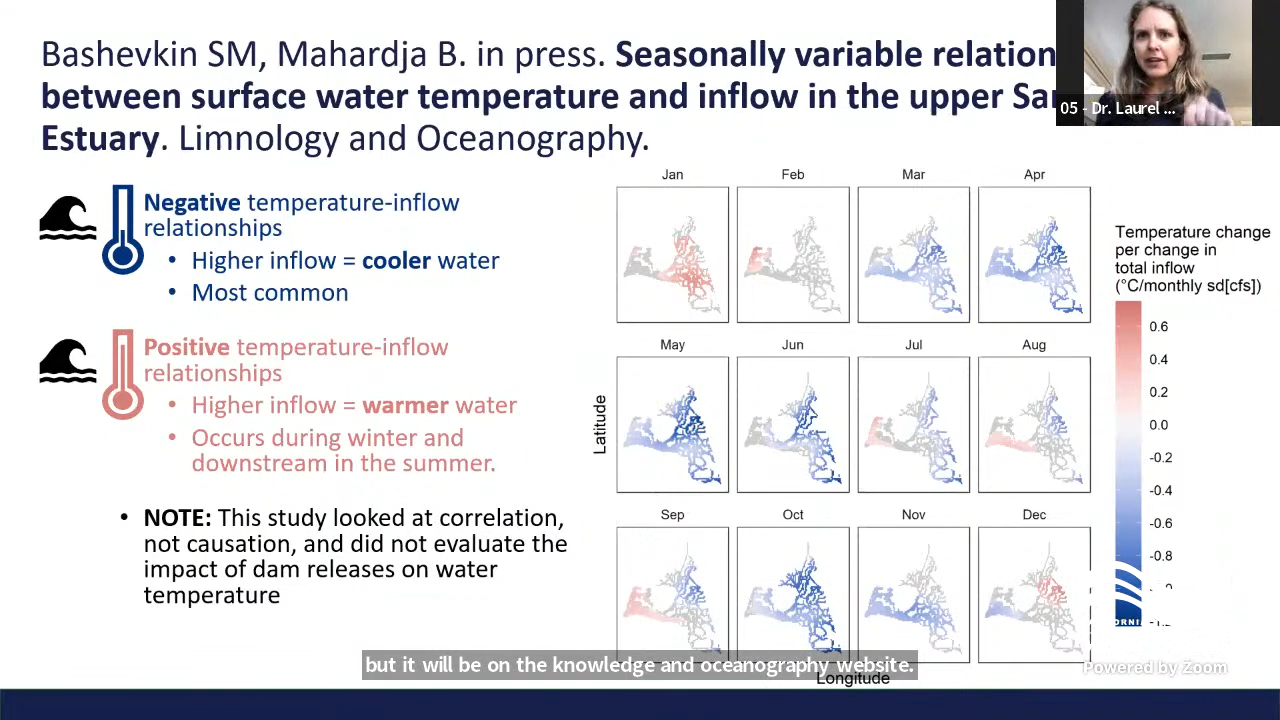 Bashevkin SM, Mahardja B. in press. Seasonally variable relation
between surface water temperature and inflow in the upper Sa
Estuary. Limnology and Oceanography.
05 - Dr. Laurel ...
Negative temperature-inflow
relationships
• Higher inflow = cooler water
• Most common
Positive temperature-inflow
relationships
• Higher inflow = warmer water
• Occurs during winter and
downstream in the summer.
• NOTE: This study looked at correlation,
not causation, and did not evaluate the
impact of dam releases on water
temperature
Jan Feb Mar Apr
May Jun Jul Aug
Sep Oct Nov Dec
Latitude
Longitude
Temperature change
per change in
total inflow
(°C/monthly sd[cfs])
0.6
0.4
0.2
0.0
-0.2
-0.4
-0.6
-0.8
but it will be on the knowledge and oceanography website.
Powered by Zoom